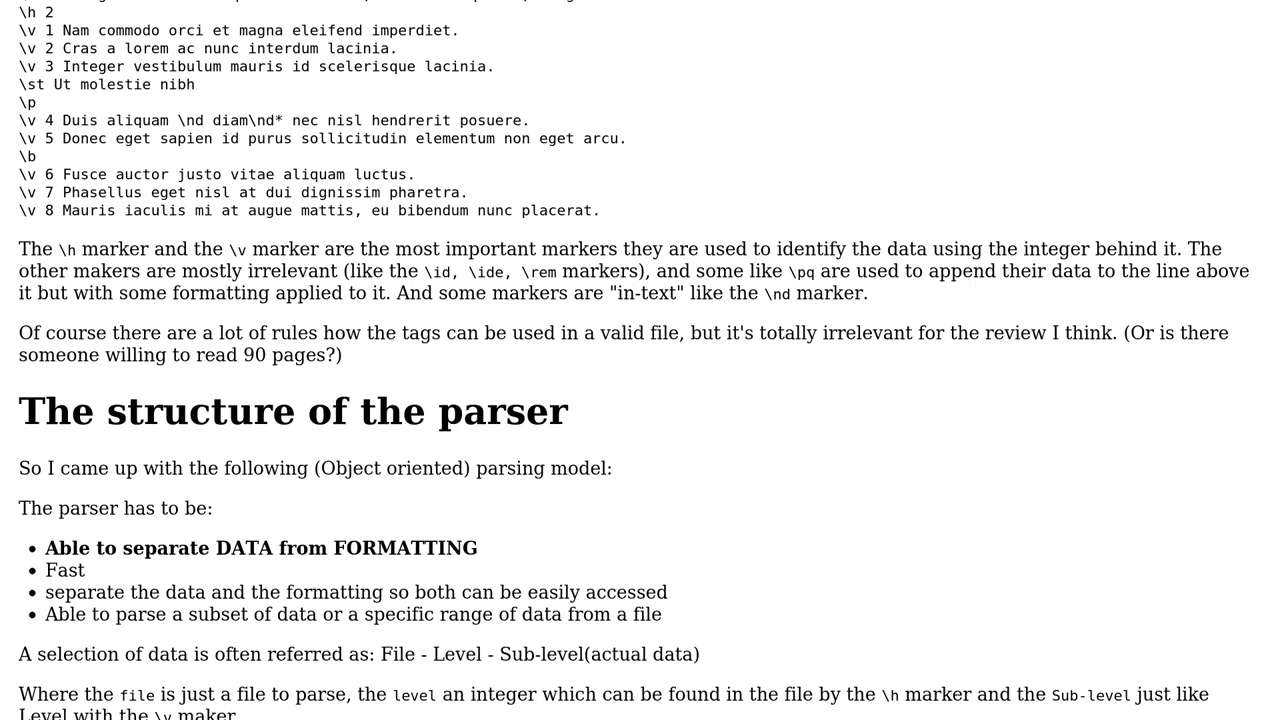 \h 2
\v 1 Nam commodo orci et magna eleifend imperdiet.
\v 2 Cras a lorem ac nunc interdum lacinia.
\v 3 Integer vestibulum mauris id scelerisque lacinia.
\st Ut molestie nibh
\p
\v 4 Duis aliquam \nd diam\nd* nec nisl hendrerit posuere.
\v 5 Donec eget sapien id purus sollicitudin elementum non eget arcu.
\b
\v 6 Fusce auctor justo vitae aliquam luctus.
\v 7 Phasellus eget nisl at dui dignissim pharetra.
\v 8 Mauris iaculis mi at augue mattis, eu bibendum nunc placerat.
The \h marker and the \v marker are the most important markers they are used to identify the data using the integer behind it. The
other makers are mostly irrelevant (like the \id, \ide, \rem markers), and some like \pq are used to append their data to the line above
it but with some formatting applied to it. And some markers are "in-text" like the \nd marker.
Of course there are a lot of rules how the tags can be used in a valid file, but it's totally irrelevant for the review I think. (Or is there
someone willing to read 90 pages?)
The structure of the parser
So I came up with the following (Object oriented) parsing model:
The parser has to be:
• Able to separate DATA from FORMATTING
• Fast
• separate the data and the formatting so both can be easily accessed
• Able to parse a subset of data or a specific range of data from a file
A selection of data is often referred as: File - Level - Sub-level(actual data)
Where the file is just a file to parse, the level an integer which can be found in the file by the \h marker and the Sub-level just like
Level with the \v maker